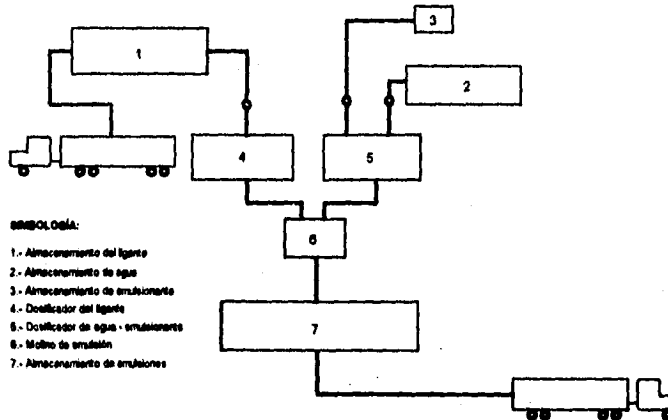 1
3
2
4
5
6
7
SIMBOLOGÍA:
1.- Almacenamiento del ligante
2.- Almacenamiento de agua
3.- Almacenamiento de emulsionante
4.- Dosificador del ligante
5.- Dosificador de agua - emulsionante
6.- Molino de emulsión
7.- Almacenamiento de emulsiones